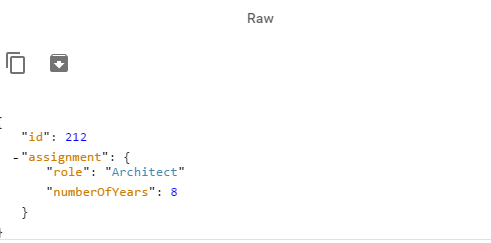 Raw
{
"id": 212
-"assignment": {
"role": "Architect"
"numberOfYears": 8
}
}